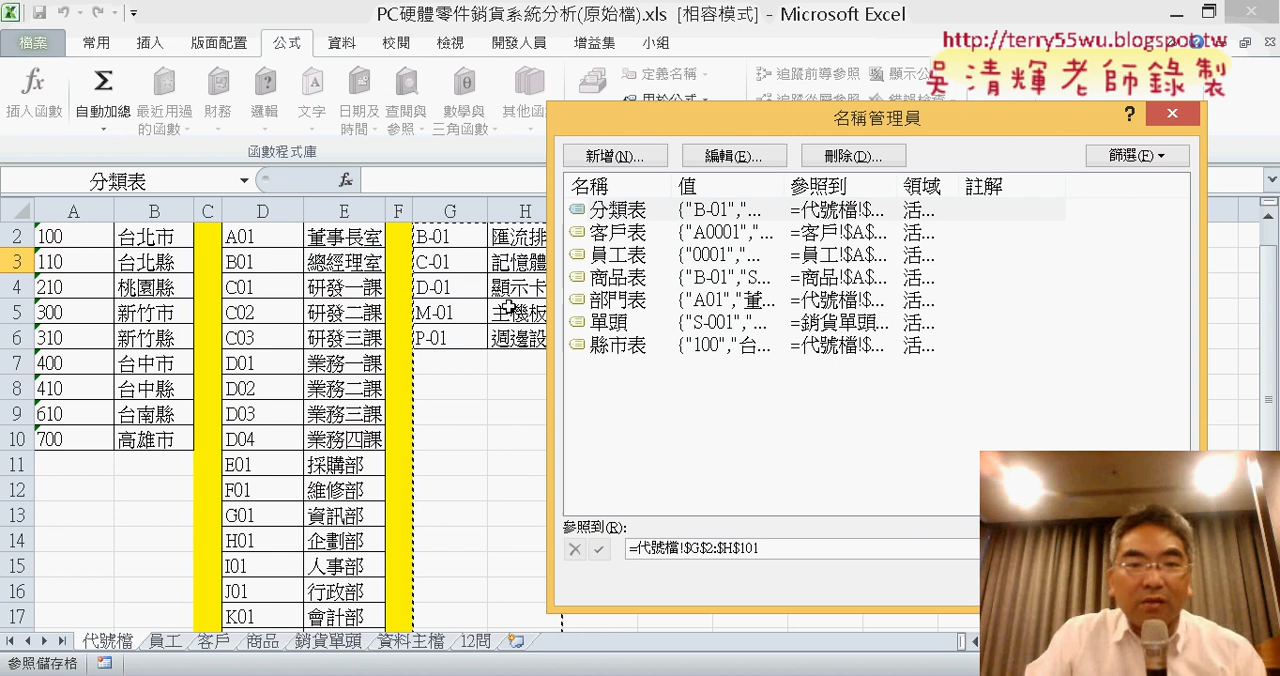 PC硬體零件銷貨系統分析(原始檔).xls [相容模式] - Microsoft Excel
檔案 常用 插入 版面配置 公式 資料 校閱 檢視 開發人員 增益集 小組
http://terry55wu.blogspot.tw
吳清輝老師錄製
插入函數 自動加總 最近用 財務 邏輯 文字 日期及 查閱與 數學與 其他函
的函數 時間 參照 三角函數
定義名稱 追蹤前導參照 顯示公
用於公式
函數程式庫
分類表 fx
A B C D E F G H
2 100 台北市 A01 董事長室 B-01 匯流排
3 110 台北縣 B01 總經理室 C-01 記憶體
4 210 桃園縣 C01 研發一課 D-01 顯示卡
5 300 新竹市 C02 研發二課 M-01 主機板
6 310 新竹縣 C03 研發三課 P-01 週邊設
7 400 台中市 D01 業務一課
8 410 台中縣 D02 業務二課
9 610 台南縣 D03 業務三課
10 700 高雄市 D04 業務四課
11 E01 採購部
12 F01 維修部
13 G01 資訊部
14 H01 企劃部
15 I01 人事部
16 J01 行政部
17 K01 會計部
名稱管理員
新增(N)... 編輯(E)... 刪除(D)... 篩選(F)
名稱 值 參照到 領域 註解
分類表 {"B-01","... =代號檔!$... 活...
客戶表 {"A0001","... =客戶!$A$... 活...
員工表 {"0001","... =員工!$A$... 活...
商品表 {"B-01","S... =商品!$A$... 活...
部門表 {"A01","董... =代號檔!$... 活...
單頭 {"S-001","... =銷貨單頭... 活...
縣市表 {"100","台... =代號檔!$... 活...
參照到(R):
=代號檔!$G$2:$H$101
代號檔 員工 客戶 商品 銷貨單頭 資料主檔 12問
參照儲存格